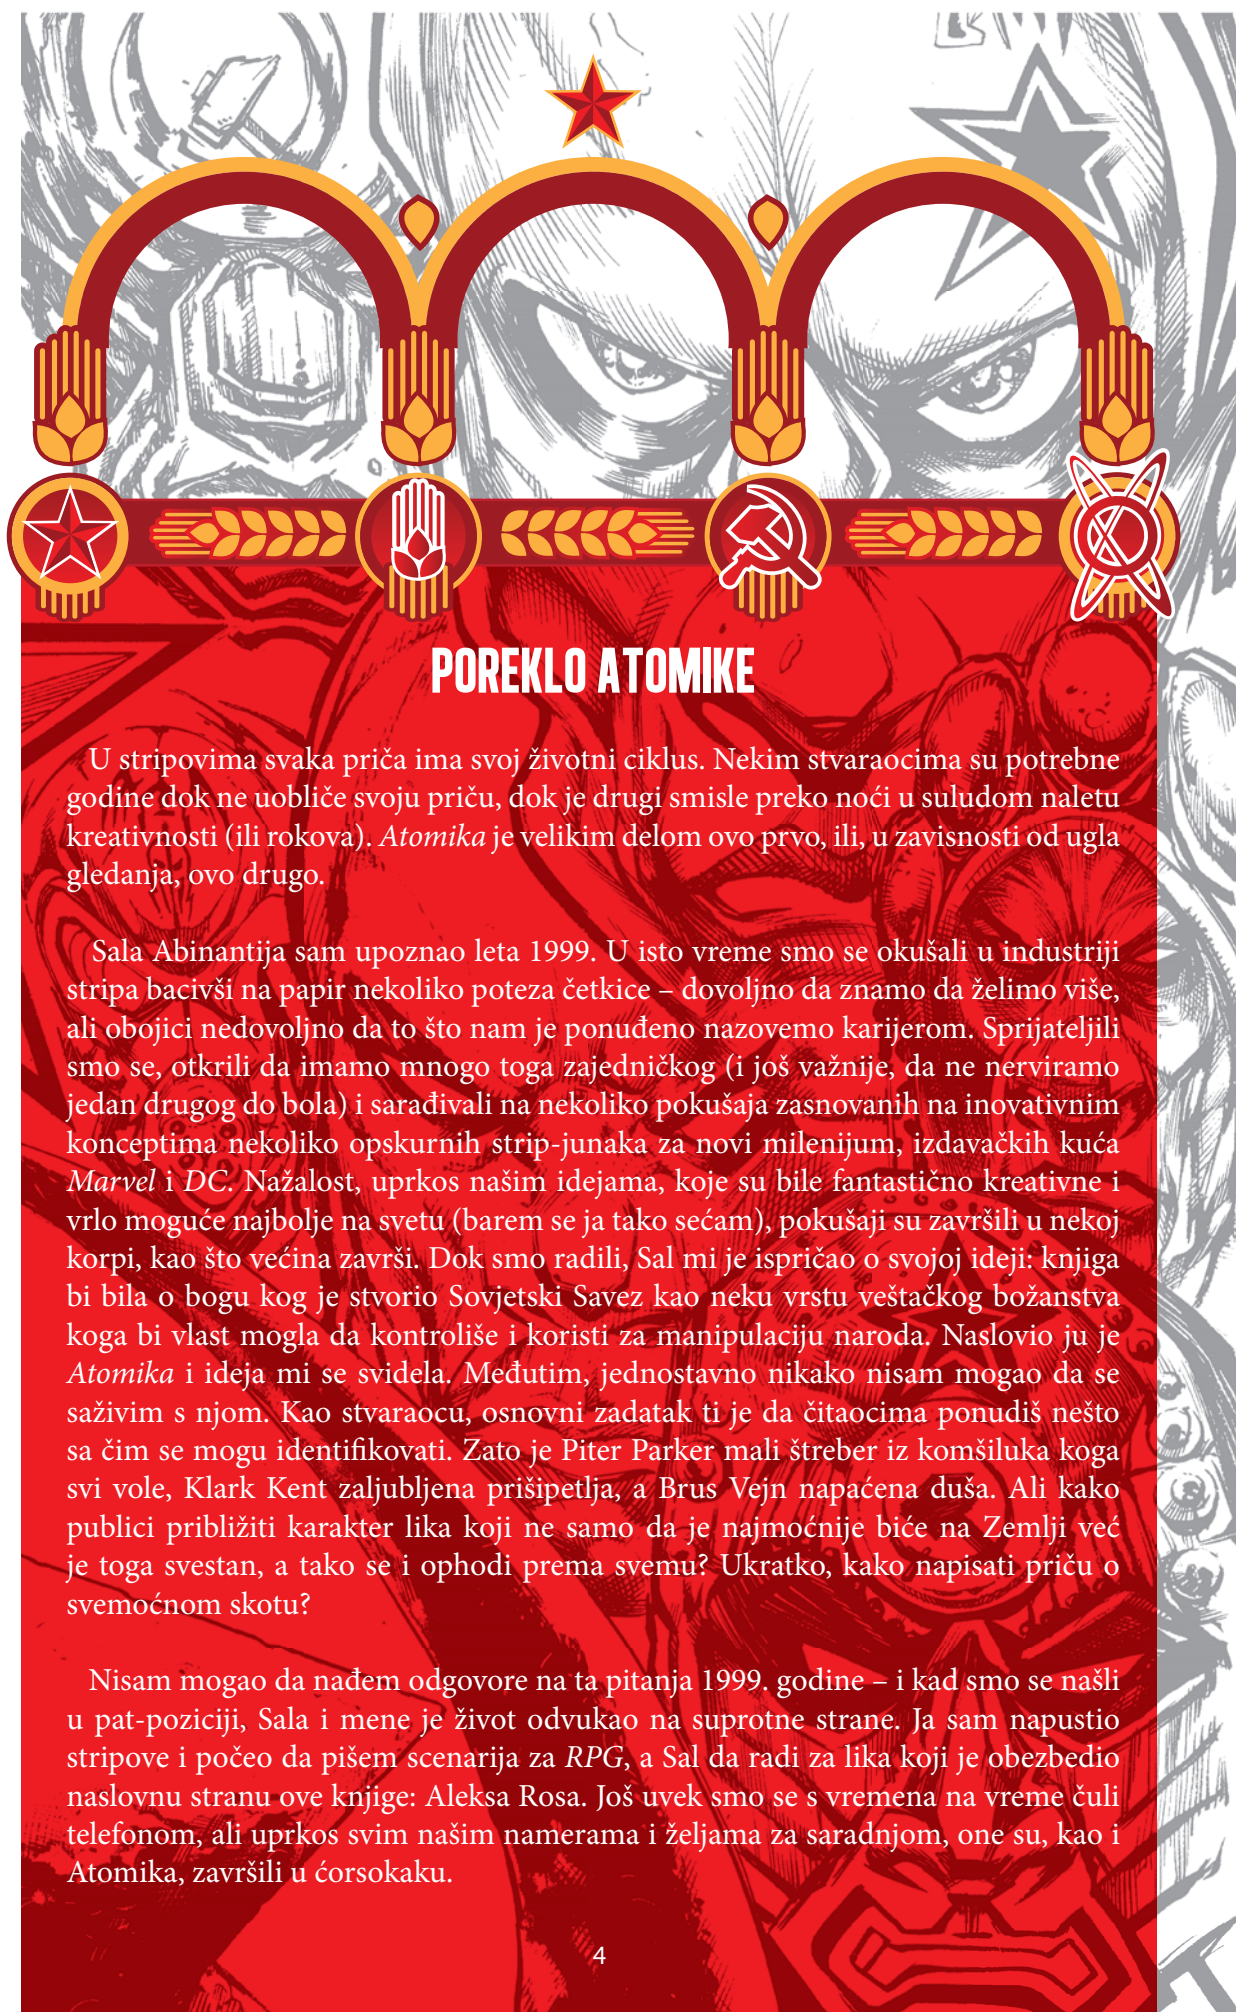 POREKLO ATOMIKE
U stripovima svaka priča ima svoj životni ciklus. Nekim stvaraocima su potrebne
godine dok ne uobliče svoju priču, dok je drugi smisle preko noći u suludom naletu
kreativnosti (ili rokova). Atomika je velikim delom ovo prvo, ili, u zavisnosti od ugla
gledanja, ovo drugo.
Sala Abinantija sam upoznao leta 1999. U isto vreme smo se okušali u industriji
stripa bacivši na papir nekoliko poteza četkice – dovoljno da znamo da želimo više,
ali obojici nedovoljno da to što nam je ponuđeno nazovemo karijerom. Sprijateljili
smo se, otkrili da imamo mnogo toga zajedničkog (i još važnije, da ne nerviramo
jedan drugog do bola) i sarađivali na nekoliko pokušaja zasnovanih na inovativnim
konceptima nekoliko opskurnih strip-junaka za novi milenijum, izdavačkih kuća
Marvel i DC. Nažalost, uprkos našim idejama, koje su bile fantastično kreativne i
vrlo moguće najbolje na svetu (barem se ja tako sećam), pokušaji su završili u nekoj
korpi, kao što većina završi. Dok smo radili, Sal mi je ispričao o svojoj ideji: knjiga
bi bila o bogu kog je stvorio Sovjetski Savez kao neku vrstu veštačkog božanstva
koga bi vlast mogla da kontroliše i koristi za manipulaciju naroda. Naslovio ju je
Atomika i ideja mi se svidela. Međutim, jednostavno nikako nisam mogao da se
saživim s njom. Kao stvaraocu, osnovni zadatak ti je da čitaocima ponudiš nešto
sa čim se mogu identifikovati. Zato je Piter Parker mali štreber iz komšiluka koga
svi vole, Klark Kent zaljubljena prišipetlja, a Brus Vejn napaćena duša. Ali kako
publici približiti karakter lika koji ne samo da je najmoćnije biće na Zemlji već
je toga svestan, a tako se i ophodi prema svemu? Ukratko, kako napisati priču o
svemoćnom skotu?
Nisam mogao da nađem odgovore na ta pitanja 1999. godine – i kad smo se našli
u pat-poziciji, Sala i mene je život odvukao na suprotne strane. Ja sam napustio
stripove i počeo da pišem scenarija za RPG, a Sal da radi za lika koji je obezbedio
naslovnu stranu ove knjige: Aleksa Rosa. Još uvek smo se s vremena na vreme čuli
telefonom, ali uprkos svim našim namerama i željama za saradnjom, one su, kao i
Atomika, završili u ćorsokaku.
4